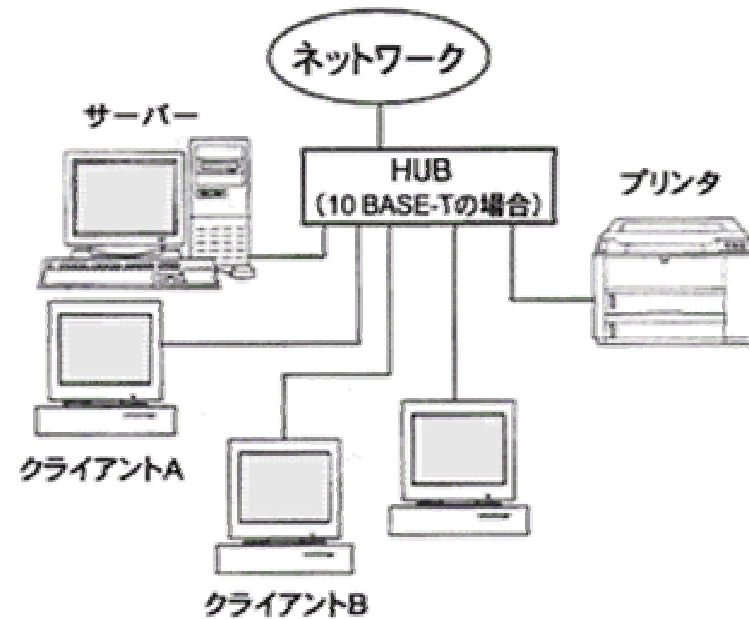 ネットワーク
サーバー
HUB
(10 BASE-Tの場合)
プリンタ
クライアントA
クライアントB